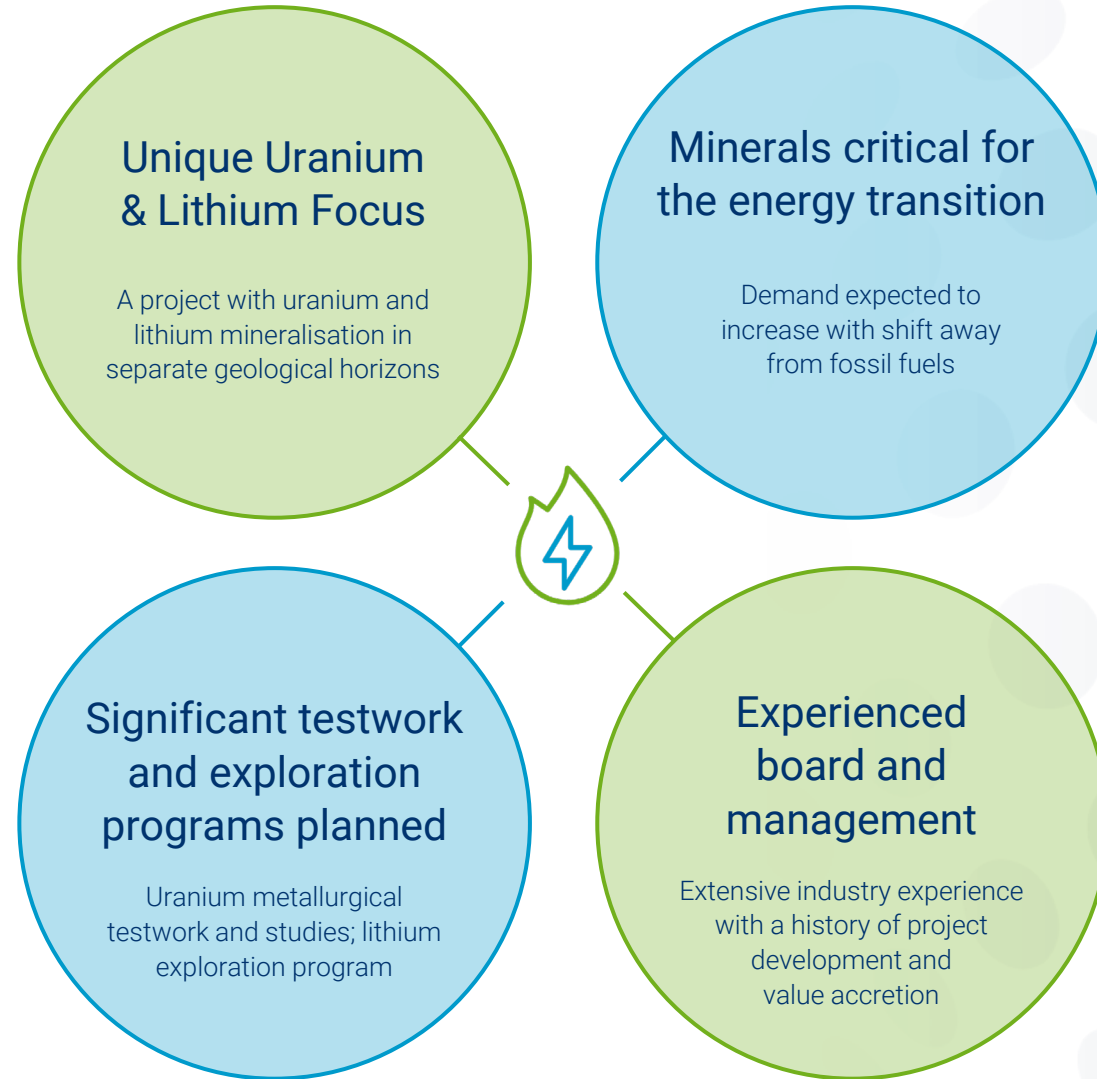 Unique Uranium
& Lithium Focus
A project with uranium and
lithium mineralisation in
separate geological horizons
Minerals critical for
the energy transition
Demand expected to
increase with shift away
from fossil fuels
Significant testwork
and exploration
programs planned
Uranium metallurgical
testwork and studies; lithium
exploration program
Experienced
board and
management
Extensive industry experience
with a history of project
development and
value accretion